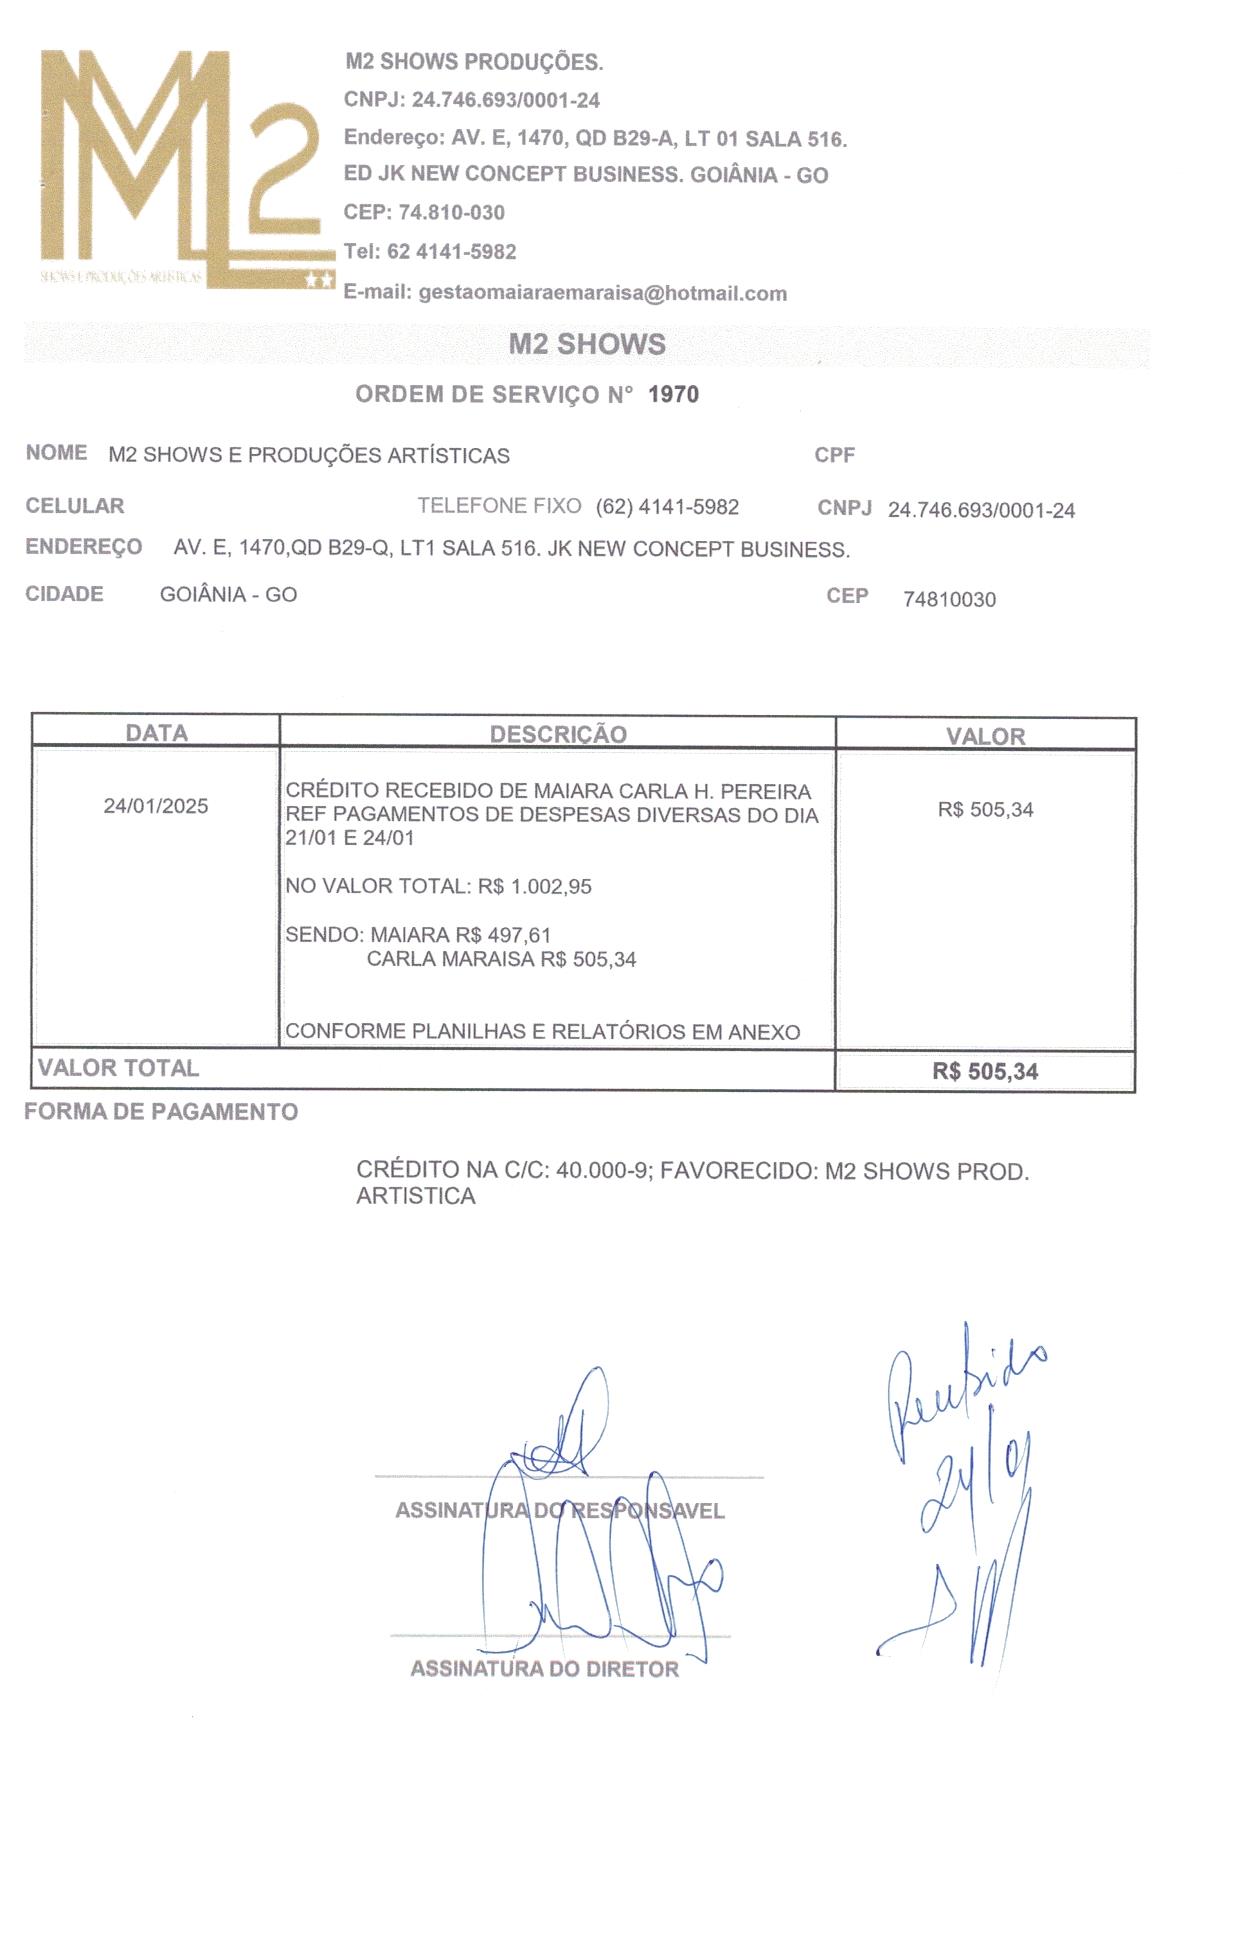 M2 SHOWS PRODUÇÕES.
CNPJ: 24.746.693/0001-24
Endereço: AV. E, 1470, QD B29-A, LT 01 SALA 516.
ED JK NEW CONCEPT BUSINESS. GOIÂNIA - GO
CEP: 74.810-030
Tel: 62 4141-5982
E-mail: gestaomaiaraemaraisa@hotmail.com
M2
SHOWS E PRODUÇÕES ARTÍSTICAS
M2 SHOWS
ORDEM DE SERVIÇO N° 1970
NOME M2 SHOWS E PRODUÇÕES ARTÍSTICAS CPF
CELULAR TELEFONE FIXO (62) 4141-5982 CNPJ 24.746.693/0001-24
ENDEREÇO AV. E, 1470,QD B29-Q, LT1 SALA 516. JK NEW CONCEPT BUSINESS.
CIDADE GOIÂNIA - GO CEP 74810030
DATA DESCRIÇÃO VALOR
24/01/2025 CRÉDITO RECEBIDO DE MAIARA CARLA H. PEREIRA R$ 505,34
REF PAGAMENTOS DE DESPESAS DIVERSAS DO DIA
21/01 E 24/01
NO VALOR TOTAL: R$ 1.002,95
SENDO: MAIARA R$ 497,61
CARLA MARAISA R$ 505,34
CONFORME PLANILHAS E RELATÓRIOS EM ANEXO
VALOR TOTAL R$ 505,34
FORMA DE PAGAMENTO
CRÉDITO NA C/C: 40.000-9; FAVORECIDO: M2 SHOWS PROD.
ARTISTICA
Recebido
24/01
ASSINATURA DO RESPONSAVEL
ASSINATURA DO DIRETOR